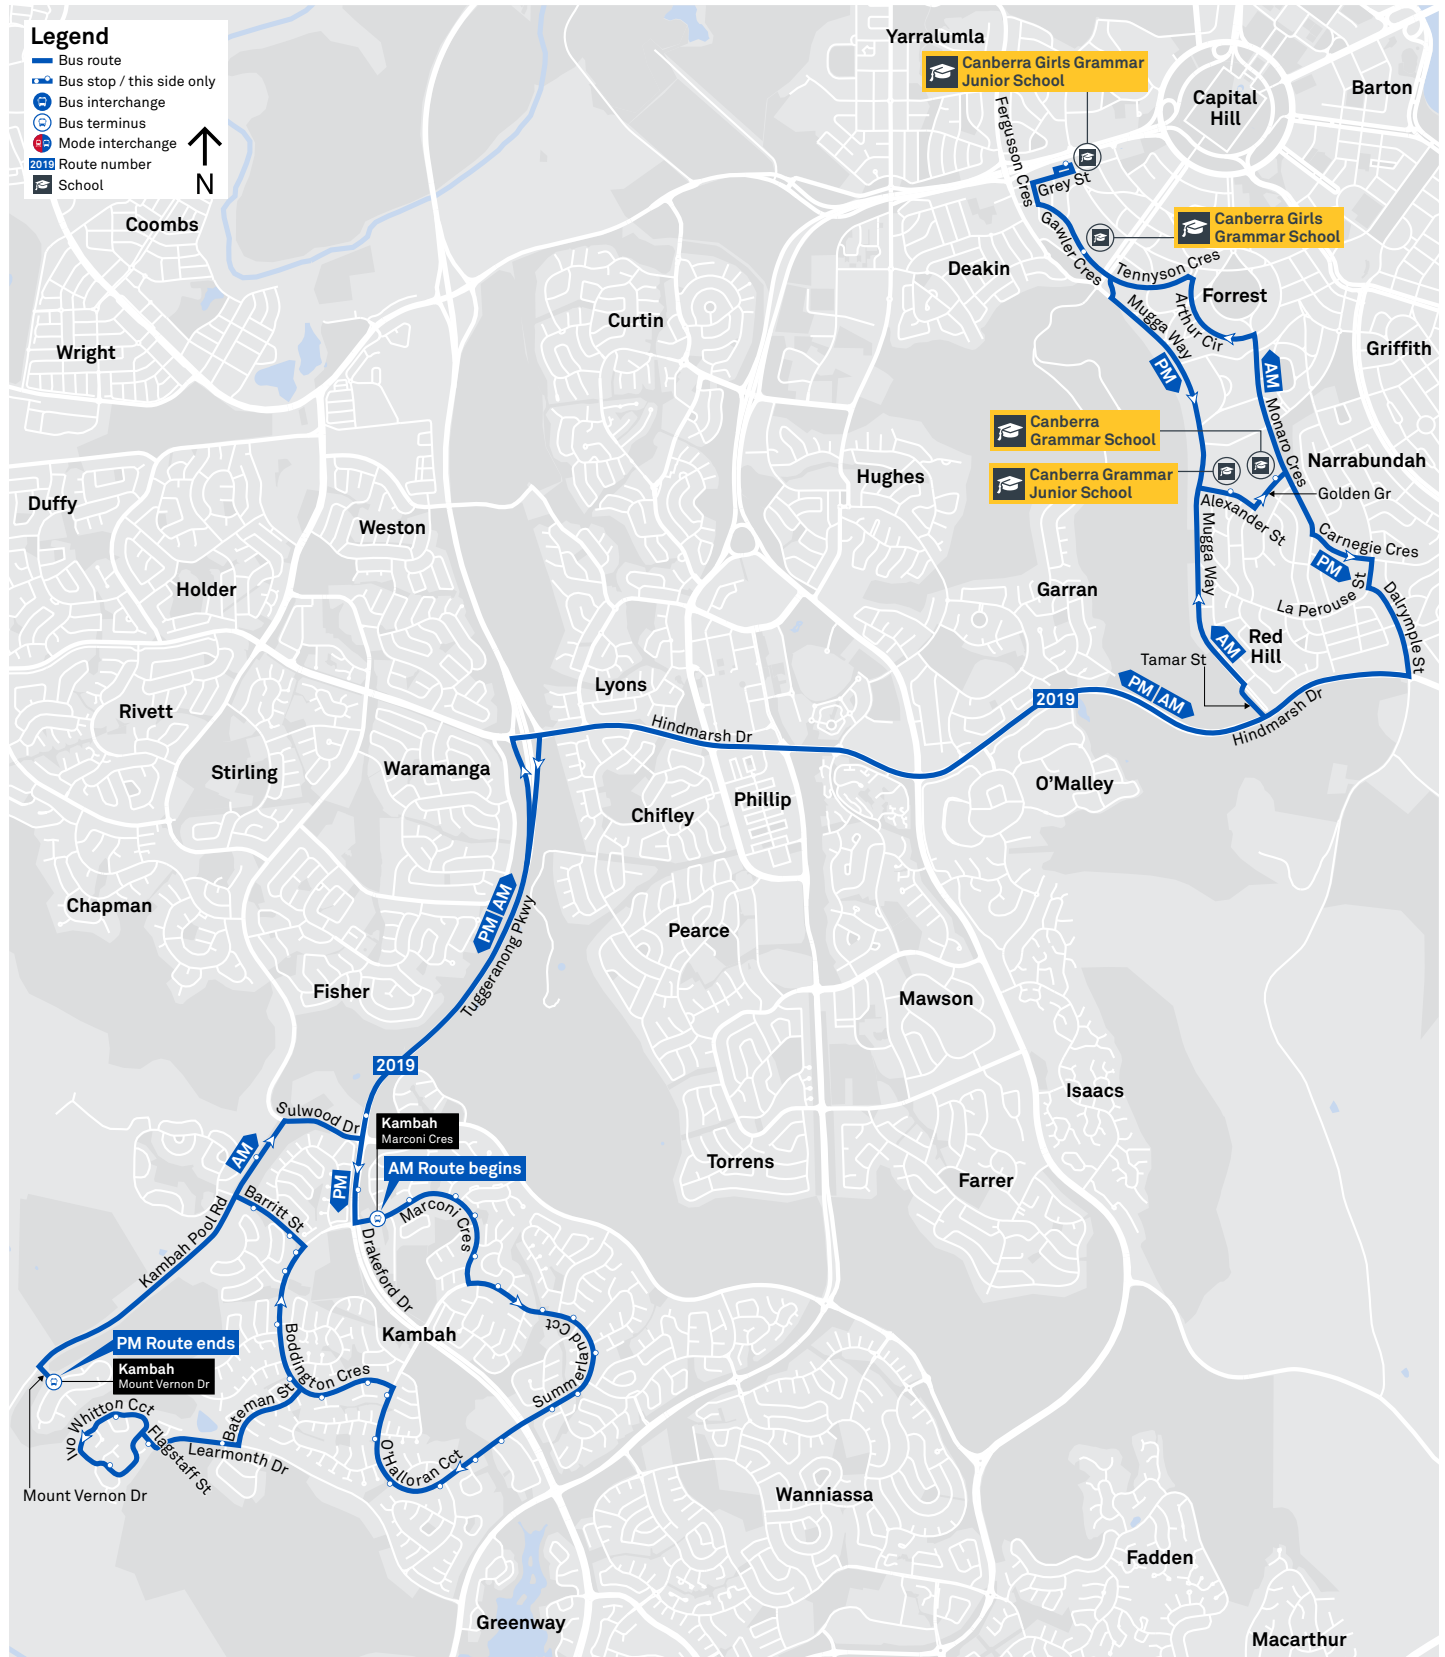 Legend
Bus route
Bus stop / this side only
Bus interchange
Bus terminus
Mode interchange
2019 Route number
School
N
Yarralumla
Canberra Girls Grammar
Junior School
Capital
Hill
Barton
Fergusson Cres
Grey St
Coombs
Canberra Girls
Grammar School
Gawler Cres
Deakin
Tennyson Cres
Forrest
Curtin
Mugga Way
Arthur Cir
Wright
Griffith
PM
AM
Canberra
Grammar School
Monaro Cres
Narrabundah
Canberra Grammar
Junior School
Hughes
Golden Gr
Duffy
Alexander St
Weston
Mugga Way
Carnegie Cres
PM
Holder
Garran
La Perouse St
Dalrymple St
AM
Red
Hill
Tamar St
Lyons
PM AM
2019
Rivett
Hindmarsh Dr
Hindmarsh Dr
Stirling
Waramanga
O'Malley
Phillip
Chifley
Chapman
PM AM
Tuggeranong Pkwy
Pearce
Fisher
Mawson
2019
Isaacs
Sulwood Dr
Kambah
Marconi Cres
AM
AM Route begins
Torrens
PM
Farrer
Barritt St
Marconi Cres
Kambah Pool Rd
Drakeford Dr
PM Route ends
Kambah
Mount Vernon Dr
Kambah
Boddington Cres
Summerland Cct
Bateman St
Ivo Whitton Cct
Flagstaff St
Learmonth Dr
O'Halloran Cct
Mount Vernon Dr
Wanniassa
Fadden
Greenway
Macarthur